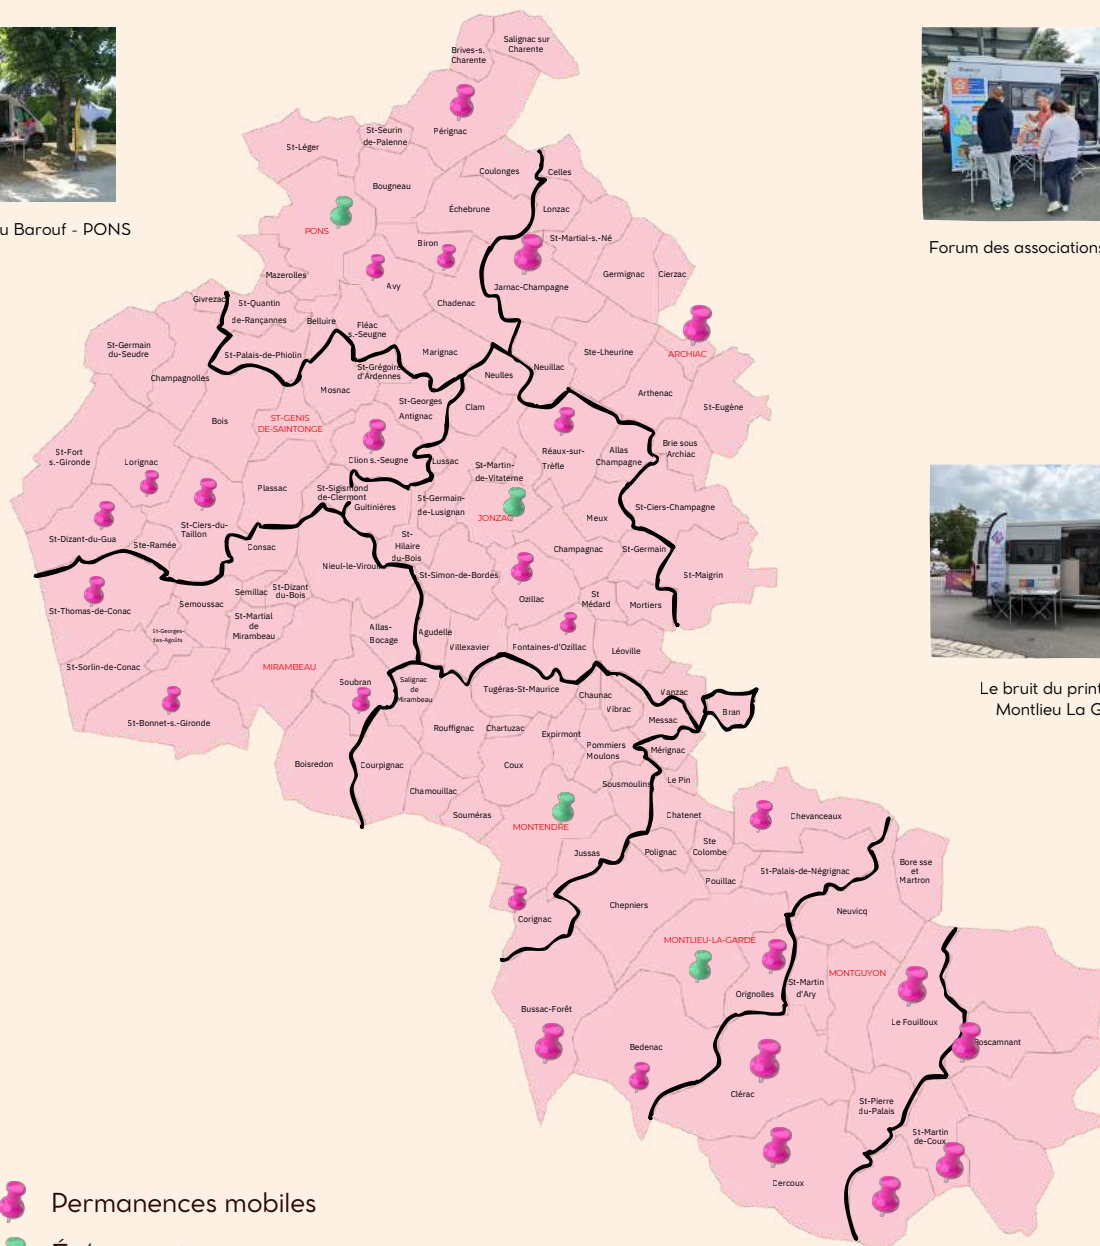 Salignac sur
Charente
Brives-s.
Charente
Pérignac
St-Seurin
de-Palenne
St-Léger
Coulonges
Celles
Bougneau
Échebrune
Lonzac
PONS
u Barouf - PONS
Forum des associations
Biron
St-Martial-s.-Né
Mazerolles
Avy
Jarnac-Champagne
Germignac
Cierzac
Givrezac
St-Quantin
de-Rançannes
Chadenac
Belluire
Fléac
s.-Seugne
St-Germain
du-Seudre
St-Palais-de-Phiolin
Marignac
Ste-Lheurine
ARCHIAC
Champagnolles
St-Grégoire
d'Ardennes
Neulles
Neuillac
Mosnac
St-Georges
Antignac
Clam
Arthenac
St-Eugène
Bois
ST-GENIS
DE-SAINTONGE
St-Fort
s.-Gironde
Lorignac
Clion s.-Seugne
Lussac
Réaux-sur-
Trèfle
Allas
Champagne
Brie sous
Archiac
St-Martin-
de-Vitaterne
Plassac
St-Sigismond
de-Clermont
Guitinières
St-Germain-
de-Lusignan
JONZAC
Meux
St-Ciers-Champagne
St-Dizant-du-Gua
Ste-Ramée
St-Ciers-du-
Taillon
Consac
St-
Hilaire
du-Bois
Champagnac
St-Germain
Nieul-le-Virouil
St-Simon-de-Bordes
St-Maigrin
St-Thomas-de-Conac
Semoussac
Semillac
St-Dizant
du-Bois
Ozillac
St
Médard
Mortiers
St-Georges-
des-Agoûts
St-Martial
de
Mirambeau
Allas-
Bocage
Agudelle
Villexavier
Fontaines-d'Ozillac
Léoville
St-Sorlin-de-Conac
MIRAMBEAU
Soubran
Salignac
de
Mirambeau
Tugéras-St-Maurice
Chaunac
Vanzac
Le bruit du print
Montlieu La G
St-Bonnet-s.-Gironde
Vibrac
Messac
Bran
Rouffignac
Chartuzac
Expirmont
Pommiers
Moulons
Mérignac
Boisredon
Courpignac
Coux
Sousmoulins
Le Pin
Chamouillac
Souméras
MONTENDRE
Chatenet
Chevanceaux
Jussas
Polignac
Ste
Colombe
Pouillac
St-Palais-de-Négrignac
Bore sse
et
Martron
Corignac
Chepniers
Neuvicq
MONTLIEU-LA-GARDE
MONTGUYON
Orignolles
St-Martin
d'Ary
Bussac-Forêt
Le Fouilloux
Bedenac
Boscamnant
Clérac
St-Pierre
du-Palais
St-Martin
de-Coux
Cercoux
Permanences mobiles